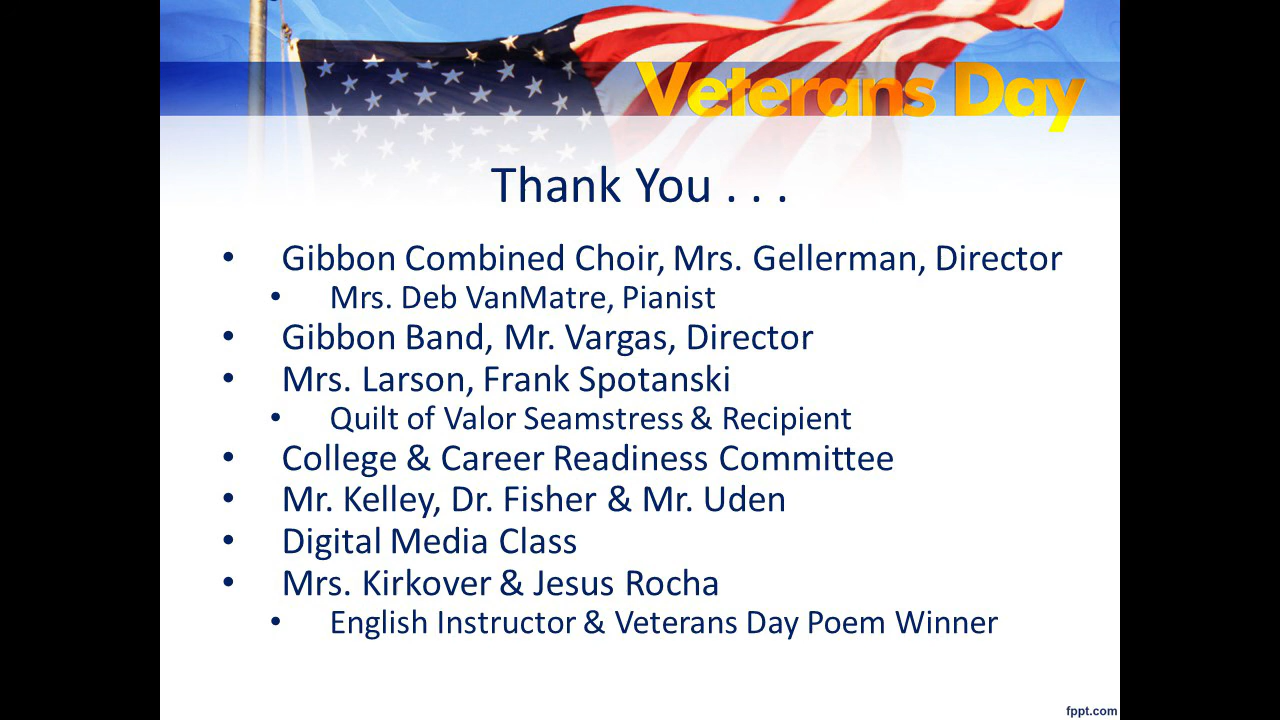 Veterans Day
Thank You . . .
• Gibbon Combined Choir, Mrs. Gellerman, Director
• Mrs. Deb VanMatre, Pianist
• Gibbon Band, Mr. Vargas, Director
• Mrs. Larson, Frank Spotanski
• Quilt of Valor Seamstress & Recipient
• College & Career Readiness Committee
• Mr. Kelley, Dr. Fisher & Mr. Uden
• Digital Media Class
• Mrs. Kirkover & Jesus Rocha
• English Instructor & Veterans Day Poem Winner
fppt.com